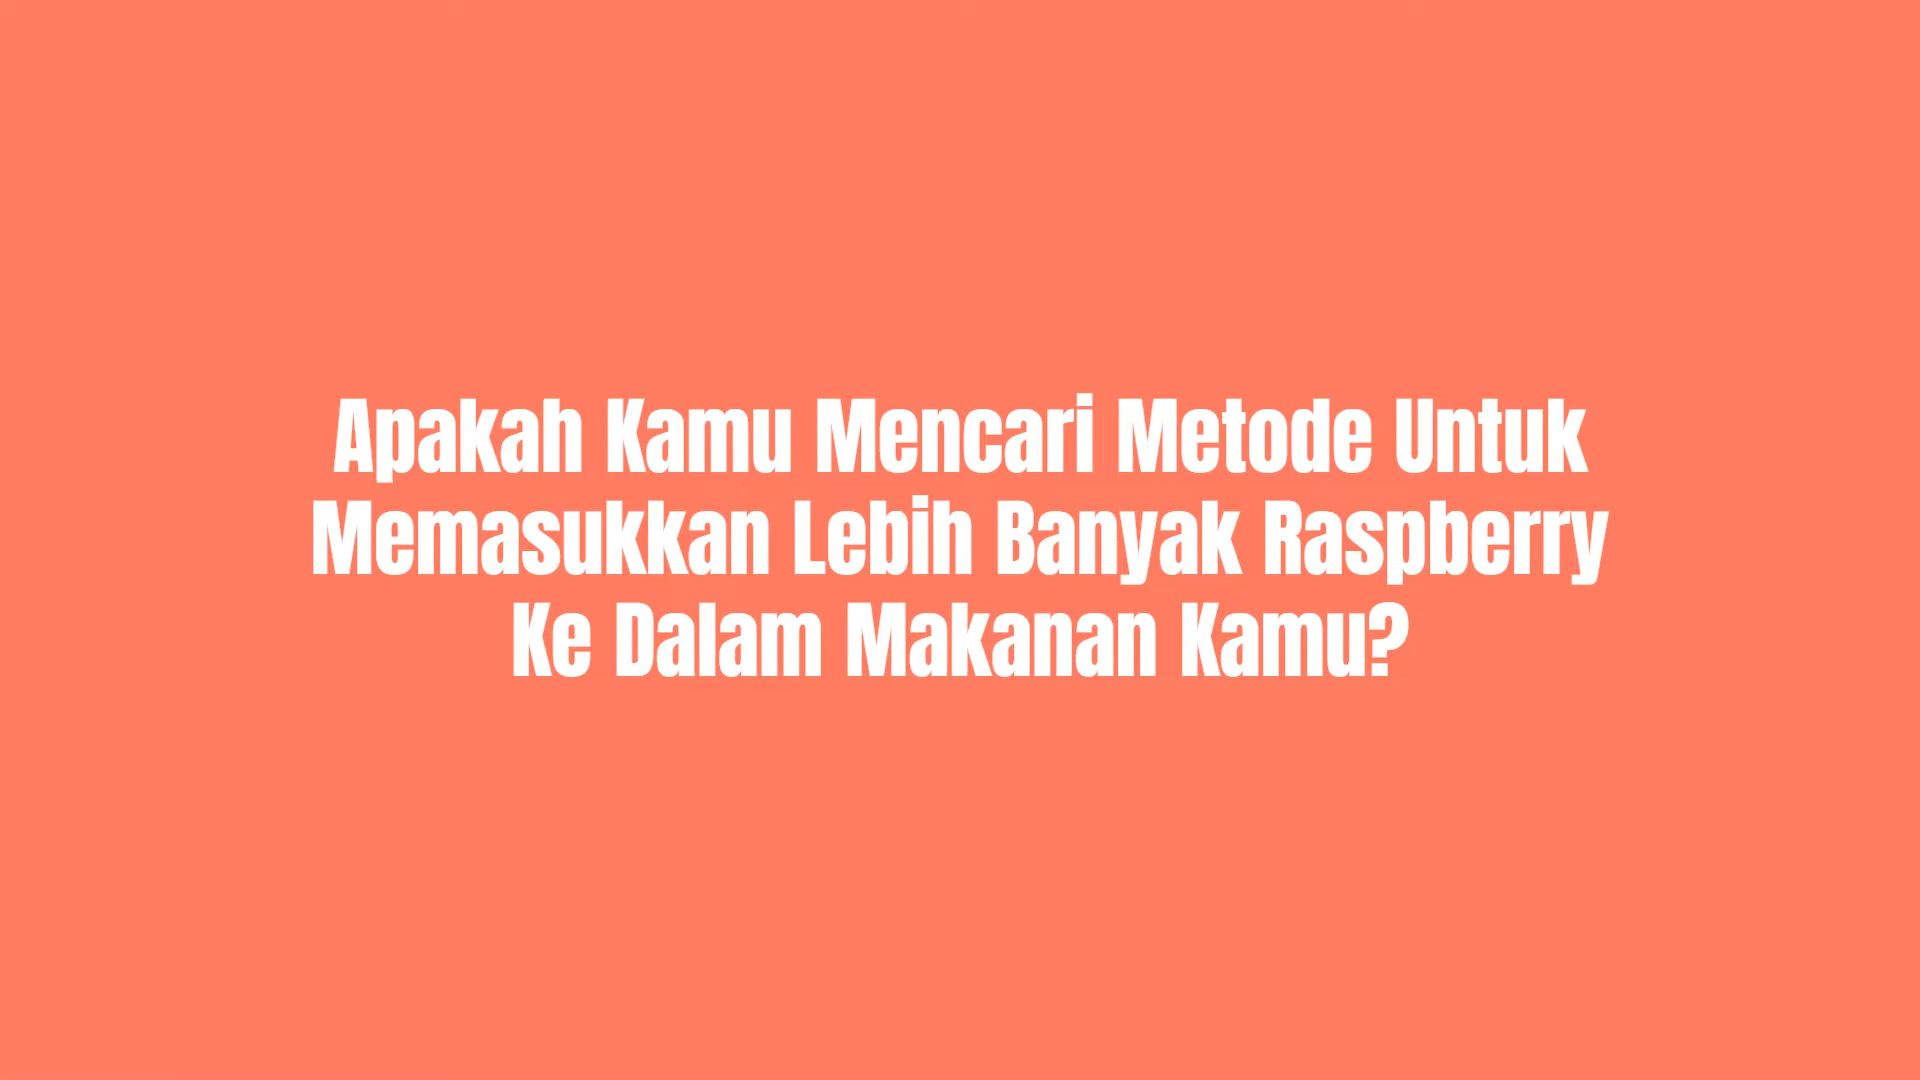 Apakah Kamu Mencari Metode Untuk
Memasukkan Lebih Banyak Raspberry
Ke Dalam Makanan Kamu?